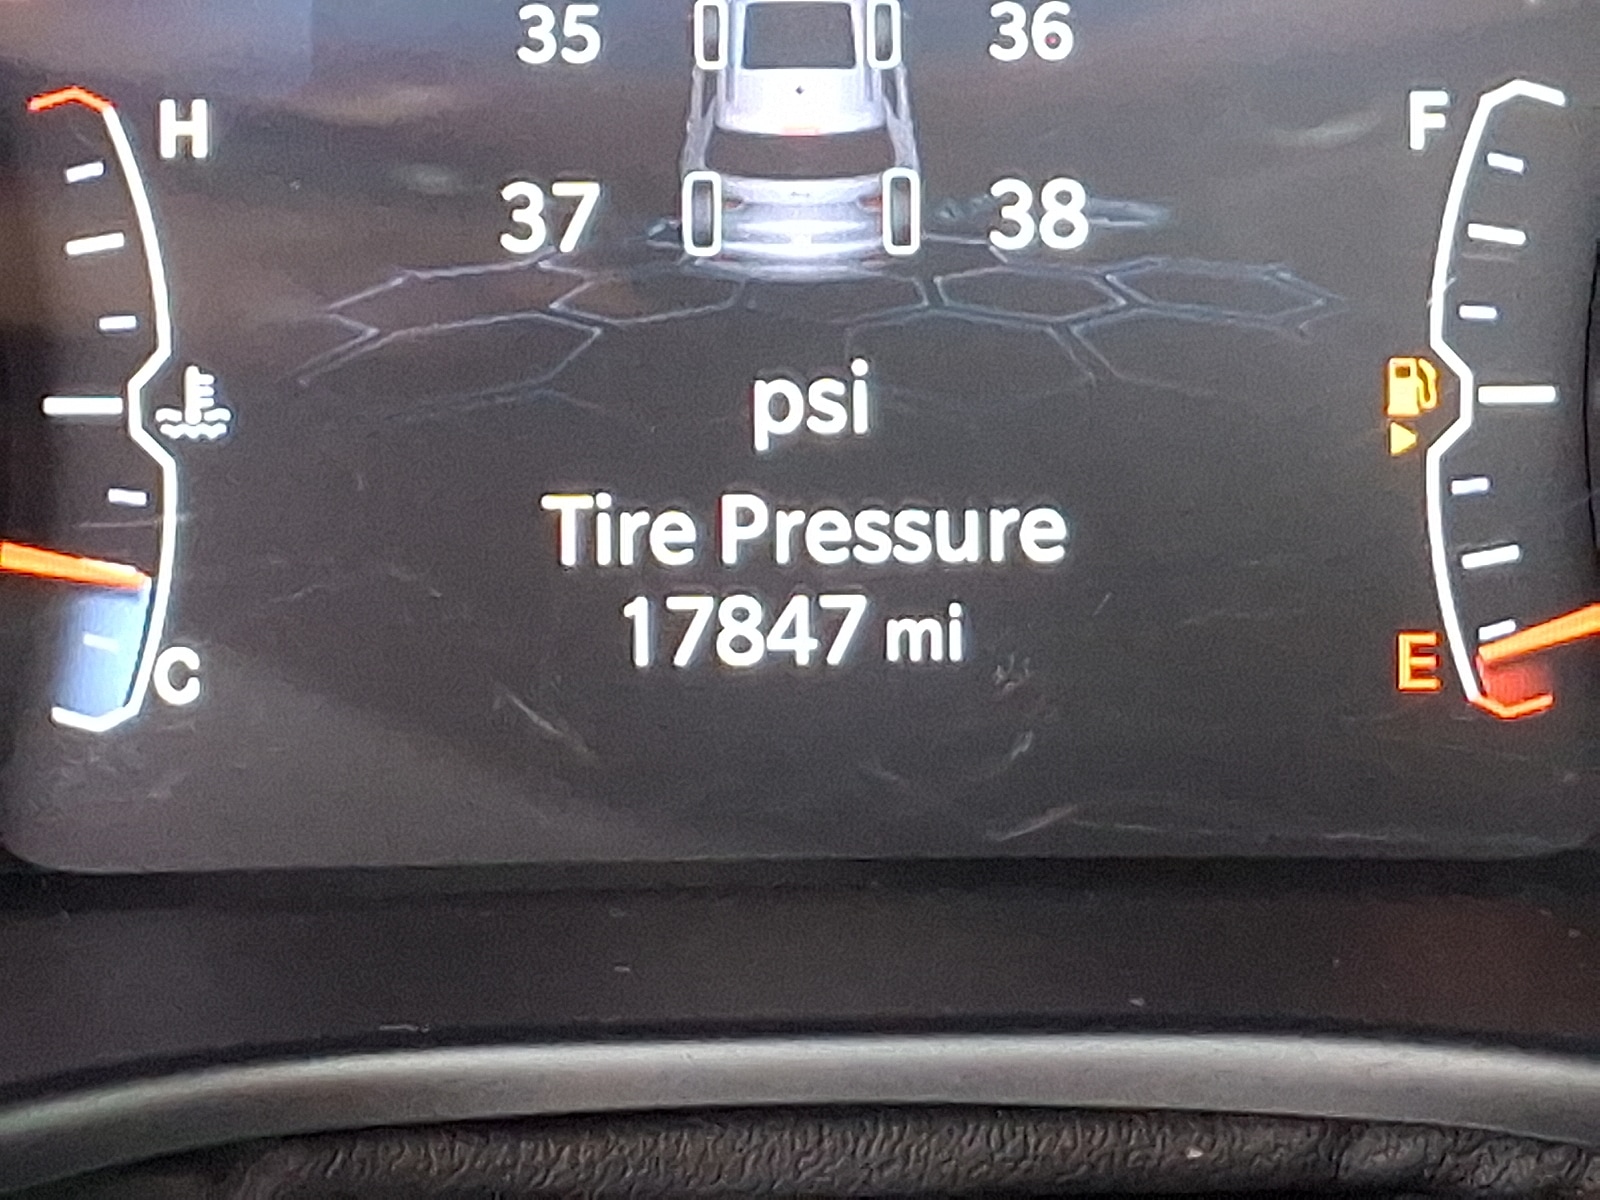 35 36
H F
37 38
psi
Tire Pressure
17847 mi
C E